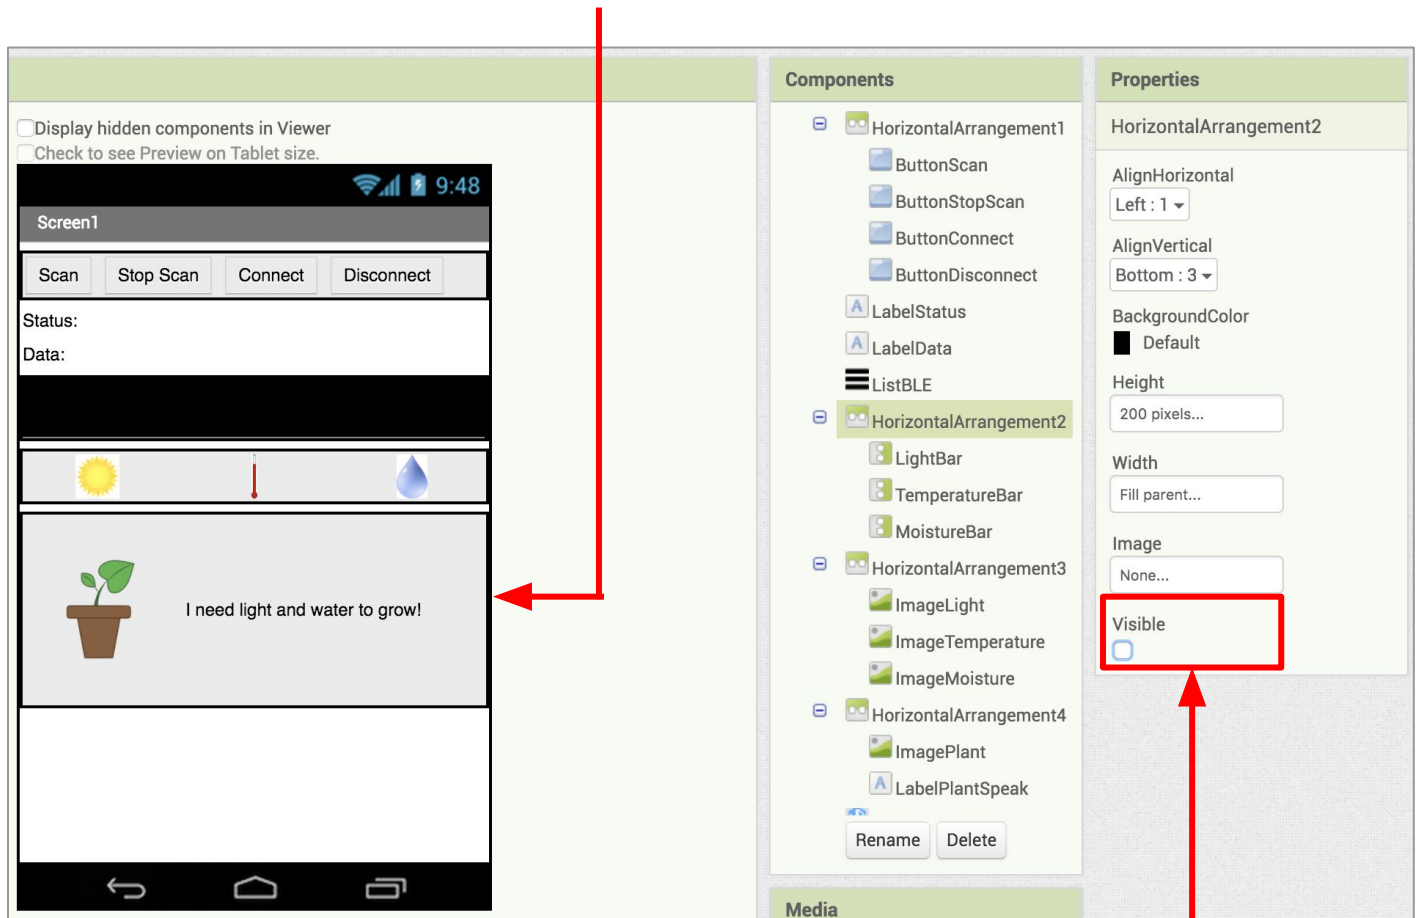 Display hidden components in Viewer
Check to see Preview on Tablet size.
9:48
Screen1
Scan
Stop Scan
Connect
Disconnect
Status:
Data:
I need light and water to grow!
Components
HorizontalArrangement1
ButtonScan
ButtonStopScan
ButtonConnect
ButtonDisconnect
A LabelStatus
A LabelData
ListBLE
HorizontalArrangement2
LightBar
TemperatureBar
MoistureBar
HorizontalArrangement3
ImageLight
ImageTemperature
ImageMoisture
HorizontalArrangement4
ImagePlant
A LabelPlantSpeak
Rename
Delete
Media
Properties
HorizontalArrangement2
AlignHorizontal
Left : 1
AlignVertical
Bottom : 3
BackgroundColor
Default
Height
200 pixels...
Width
Fill parent...
Image
None...
Visible